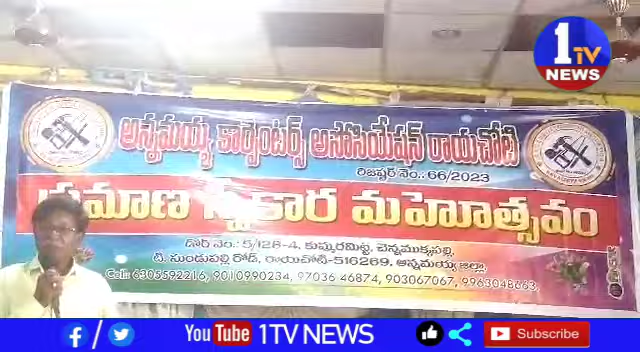 1TV
NEWS
అన్నమయ్య కార్పెంటర్స్ అసోసియేషన్ రాయచోటి
రిజిష్టర్ నెం.: 66/2023
ప్రమాణ స్వీకార మహోత్సవం
డోర్ నెం.: 5/128-4, కుమ్మరమిట్ట, చెన్నముక్కపల్లి,
టి. సుండుపల్లి రోడ్, రాయచోటి-516269. అన్నమయ్య జిల్లా
Cell: 6305592216, 9010990234, 97036 46874, 903067067, 9963048663,
YouTube 1TV NEWS Subscribe